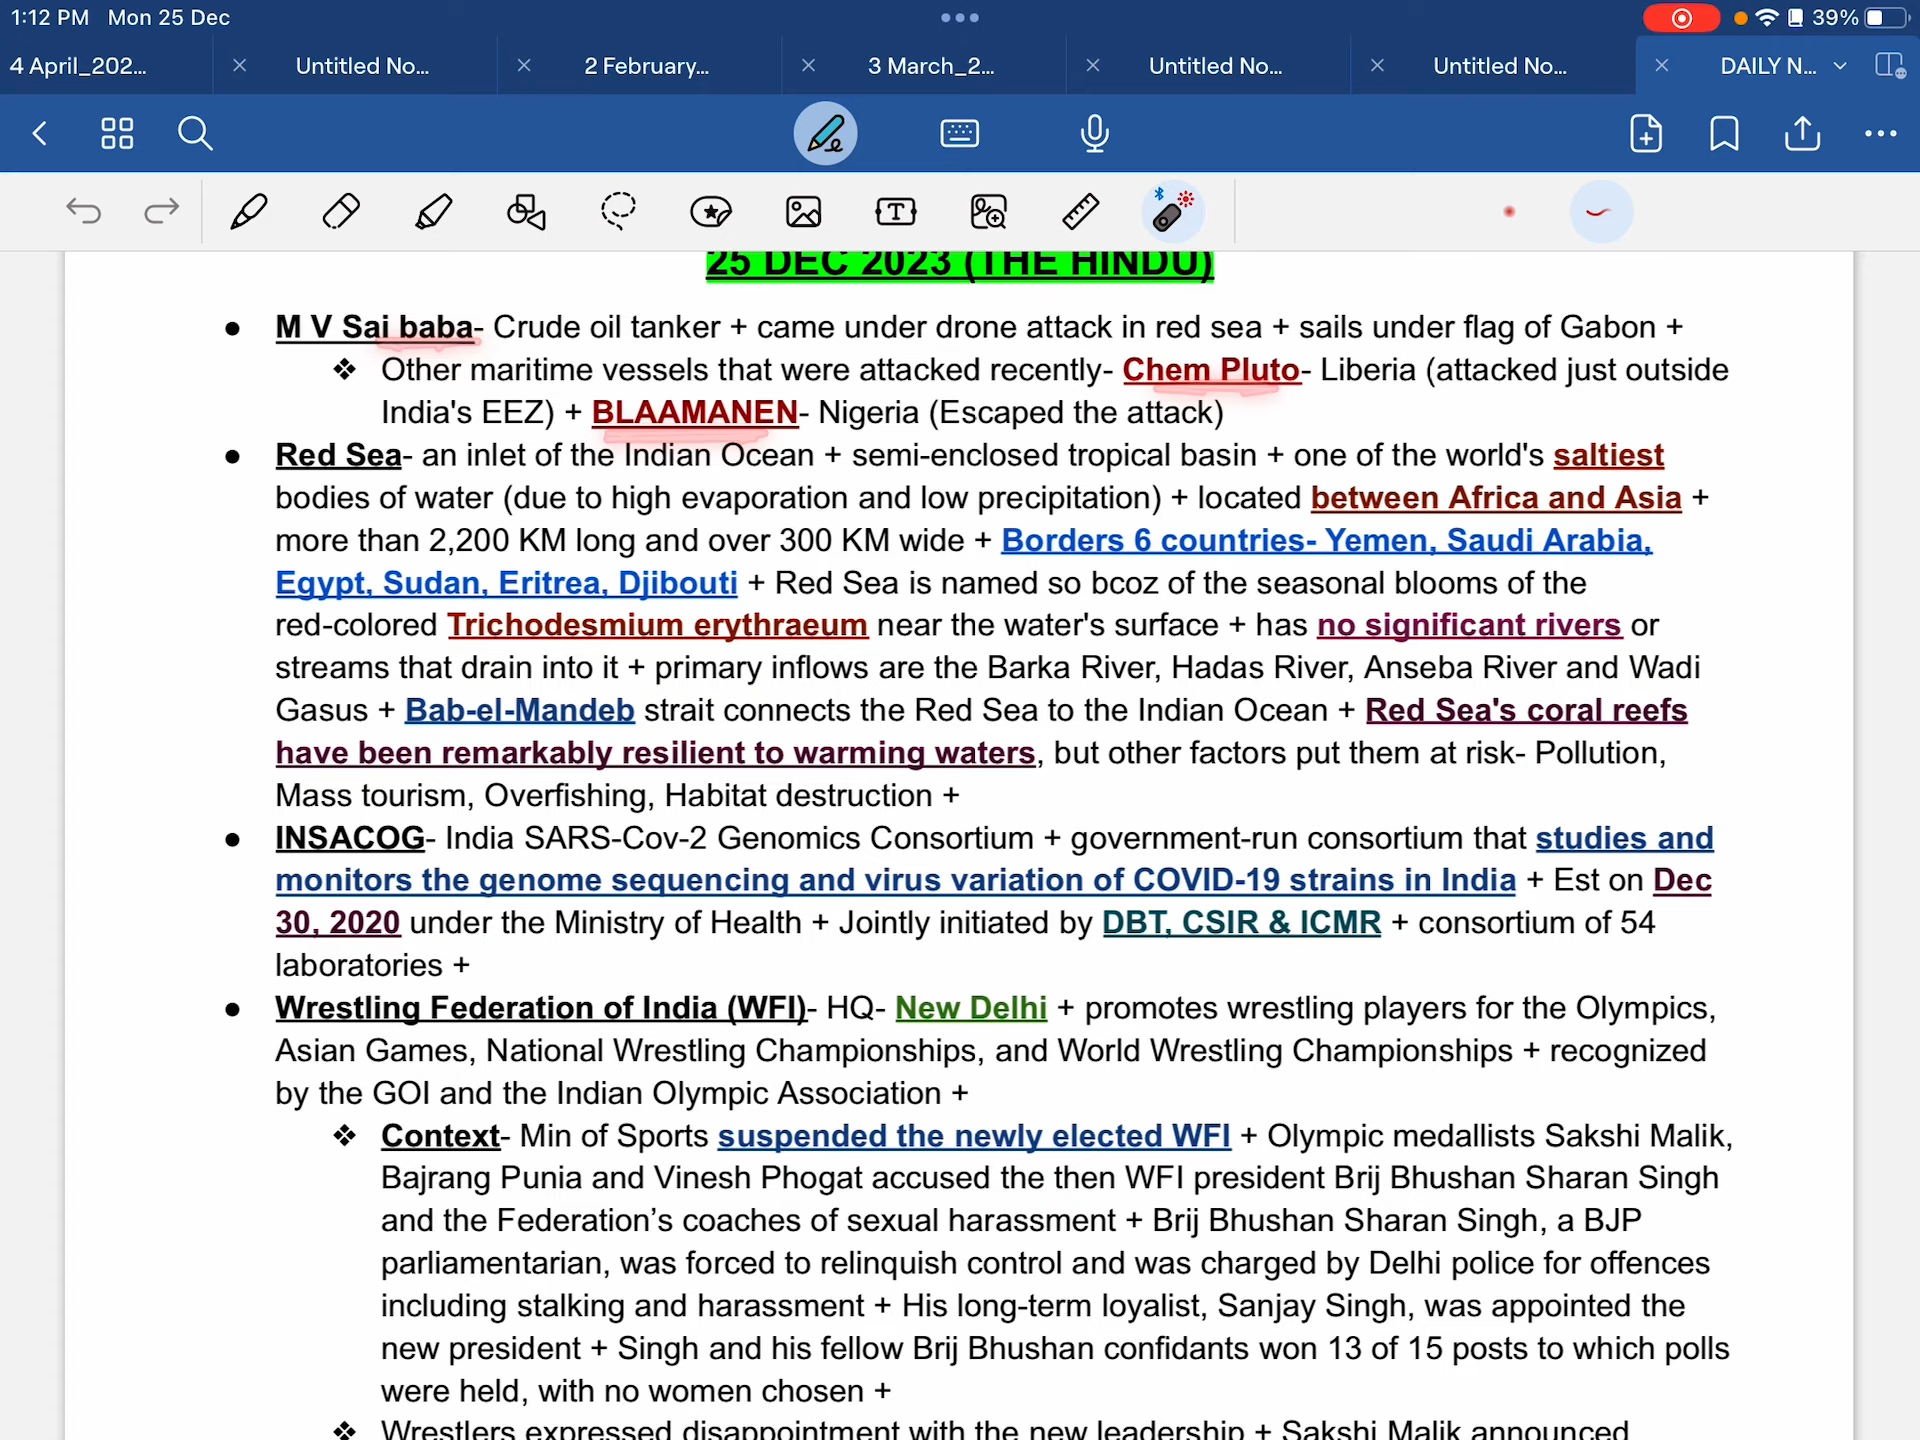 1:12 PM Mon 25 Dec
39%
4 April_202...
Untitled No...
2 February...
3 March_2...
Untitled No...
Untitled No...
DAILY N...
25 DEC 2023 (THE HINDU)
● M V Sai baba- Crude oil tanker + came under drone attack in red sea + sails under flag of Gabon +
❖ Other maritime vessels that were attacked recently- Chem Pluto- Liberia (attacked just outside
India's EEZ) + BLAAMANEN- Nigeria (Escaped the attack)
● Red Sea- an inlet of the Indian Ocean + semi-enclosed tropical basin + one of the world's saltiest
bodies of water (due to high evaporation and low precipitation) + located between Africa and Asia +
more than 2,200 KM long and over 300 KM wide + Borders 6 countries- Yemen, Saudi Arabia,
Egypt, Sudan, Eritrea, Djibouti + Red Sea is named so bcoz of the seasonal blooms of the
red-colored Trichodesmium erythraeum near the water's surface + has no significant rivers or
streams that drain into it + primary inflows are the Barka River, Hadas River, Anseba River and Wadi
Gasus + Bab-el-Mandeb strait connects the Red Sea to the Indian Ocean + Red Sea's coral reefs
have been remarkably resilient to warming waters, but other factors put them at risk- Pollution,
Mass tourism, Overfishing, Habitat destruction +
● INSACOG- India SARS-Cov-2 Genomics Consortium + government-run consortium that studies and
monitors the genome sequencing and virus variation of COVID-19 strains in India + Est on Dec
30, 2020 under the Ministry of Health + Jointly initiated by DBT, CSIR & ICMR + consortium of 54
laboratories +
● Wrestling Federation of India (WFI)- HQ- New Delhi + promotes wrestling players for the Olympics,
Asian Games, National Wrestling Championships, and World Wrestling Championships + recognized
by the GOI and the Indian Olympic Association +
❖ Context- Min of Sports suspended the newly elected WFI + Olympic medallists Sakshi Malik,
Bajrang Punia and Vinesh Phogat accused the then WFI president Brij Bhushan Sharan Singh
and the Federation’s coaches of sexual harassment + Brij Bhushan Sharan Singh, a BJP
parliamentarian, was forced to relinquish control and was charged by Delhi police for offences
including stalking and harassment + His long-term loyalist, Sanjay Singh, was appointed the
new president + Singh and his fellow Brij Bhushan confidants won 13 of 15 posts to which polls
were held, with no women chosen +
❖ Wrestlers expressed disappointment with the new leadership + Sakshi Malik announced